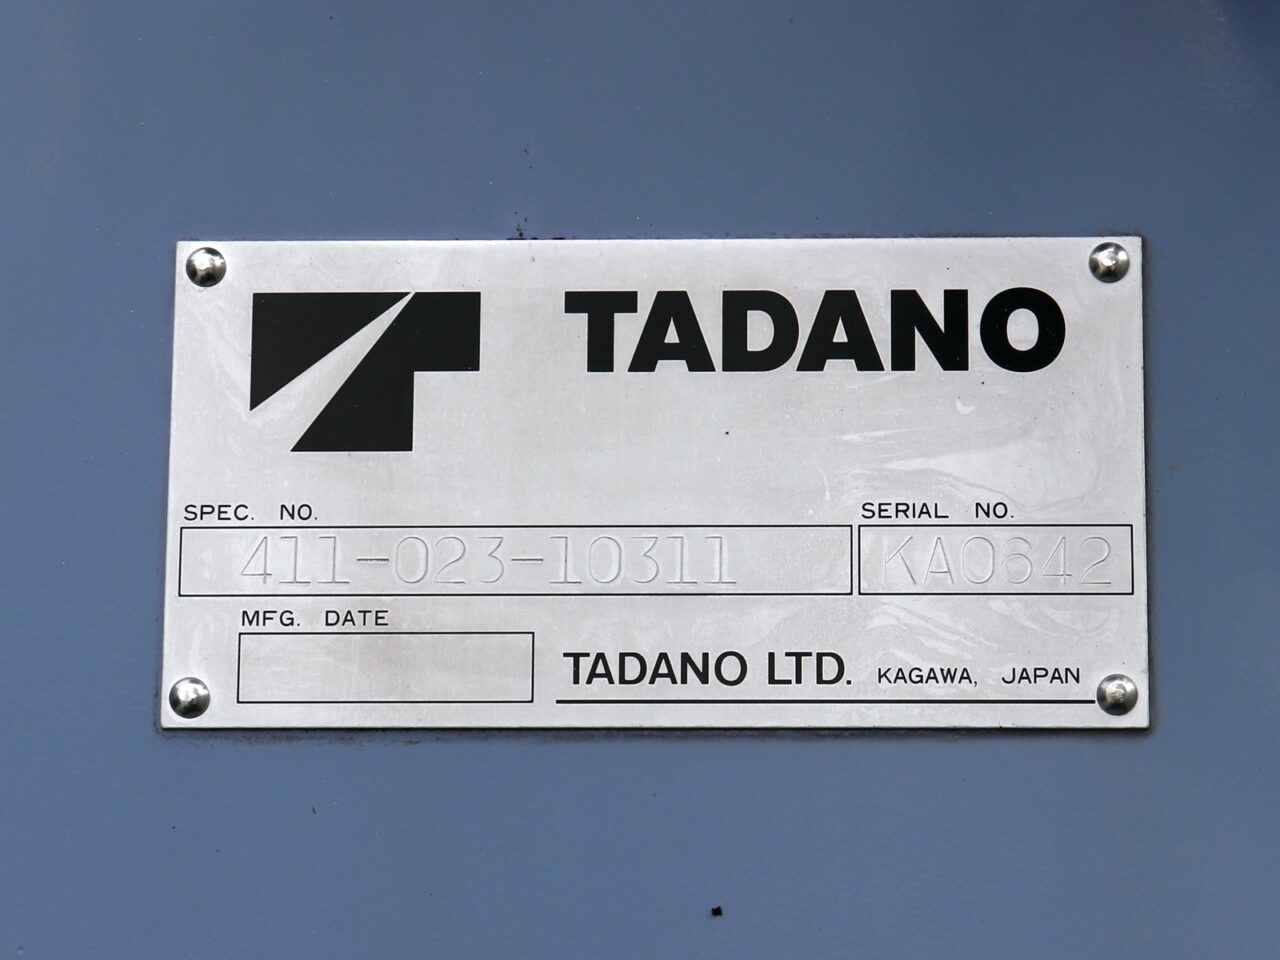 TADANO
SPEC. NO.
SERIAL NO.
411-023-10311
KA0642
MFG. DATE
TADANO LTD. KAGAWA, JAPAN